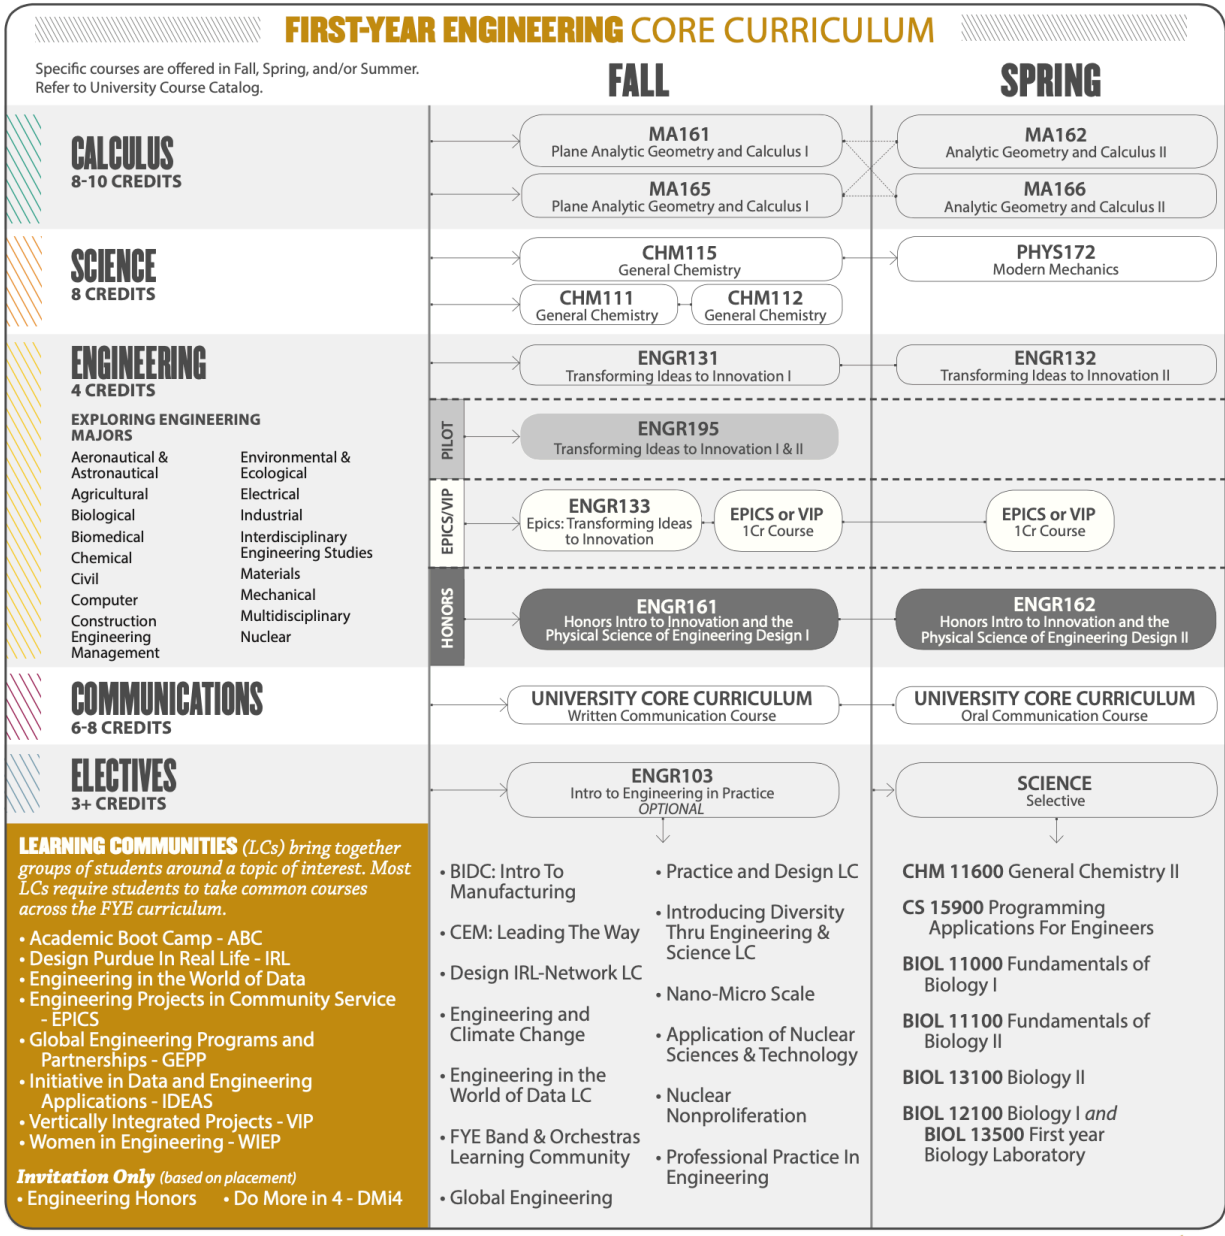 FIRST-YEAR ENGINEERING CORE CURRICULUM
Specific courses are offered in Fall, Spring, and/or Summer.
Refer to University Course Catalog.
FALL
SPRING
CALCULUS
8-10 CREDITS
MA161
Plane Analytic Geometry and Calculus I
MA162
Analytic Geometry and Calculus II
MA165
Plane Analytic Geometry and Calculus I
MA166
Analytic Geometry and Calculus II
SCIENCE
8 CREDITS
CHM115
General Chemistry
PHYS172
Modern Mechanics
CHM111
General Chemistry
CHM112
General Chemistry
ENGINEERING
4 CREDITS
EXPLORING ENGINEERING
MAJORS
Aeronautical &
Astronautical
Agricultural
Biological
Biomedical
Chemical
Civil
Computer
Construction
Engineering
Management
Environmental &
Ecological
Electrical
Industrial
Interdisciplinary
Engineering Studies
Materials
Mechanical
Multidisciplinary
Nuclear
ENGR131
Transforming Ideas to Innovation I
ENGR132
Transforming Ideas to Innovation II
PILOT
ENGR195
Transforming Ideas to Innovation I & II
EPICS/VIP
ENGR133
Epics: Transforming Ideas
to Innovation
EPICS or VIP
1Cr Course
EPICS or VIP
1Cr Course
HONORS
ENGR161
Honors Intro to Innovation and the
Physical Science of Engineering Design I
ENGR162
Honors Intro to Innovation and the
Physical Science of Engineering Design II
COMMUNICATIONS
6-8 CREDITS
UNIVERSITY CORE CURRICULUM
Written Communication Course
UNIVERSITY CORE CURRICULUM
Oral Communication Course
ELECTIVES
3+ CREDITS
ENGR103
Intro to Engineering in Practice
OPTIONAL
SCIENCE
Selective
LEARNING COMMUNITIES (LCs) bring together
groups of students around a topic of interest. Most
LCs require students to take common courses
across the FYE curriculum.
• Academic Boot Camp - ABC
• Design Purdue In Real Life - IRL
• Engineering in the World of Data
• Engineering Projects in Community Service
- EPICS
• Global Engineering Programs and
Partnerships - GEPP
• Initiative in Data and Engineering
Applications - IDEAS
• Vertically Integrated Projects - VIP
• Women in Engineering - WIEP
Invitation Only (based on placement)
• Engineering Honors
• Do More in 4 - DMi4
• BIDC: Intro To
Manufacturing
• CEM: Leading The Way
• Design IRL-Network LC
• Engineering and
Climate Change
• Engineering in the
World of Data LC
• FYE Band & Orchestras
Learning Community
• Global Engineering
• Practice and Design LC
• Introducing Diversity
Thru Engineering &
Science LC
• Nano-Micro Scale
• Application of Nuclear
Sciences & Technology
• Nuclear
Nonproliferation
• Professional Practice In
Engineering
CHM 11600 General Chemistry II
CS 15900 Programming
Applications For Engineers
BIOL 11000 Fundamentals of
Biology I
BIOL 11100 Fundamentals of
Biology II
BIOL 13100 Biology II
BIOL 12100 Biology I and
BIOL 13500 First year
Biology Laboratory